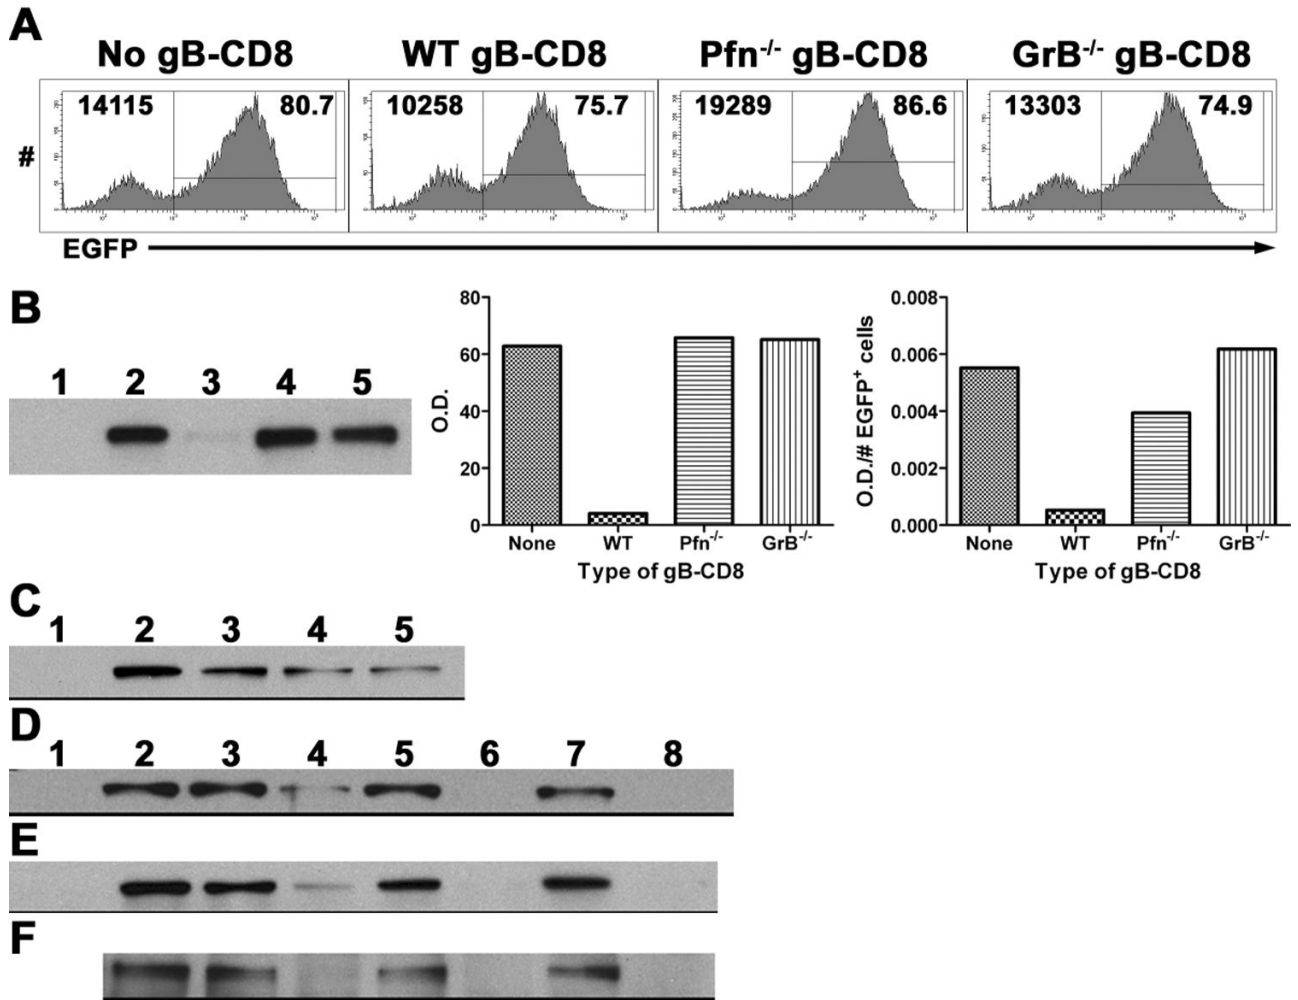 A
No gB-CD8 WT gB-CD8 Pfn-/- gB-CD8 GrB-/- gB-CD8
14115 80.7 10258 75.7 19289 86.6 13303 74.9
#
EGFP
B
1 2 3 4 5
80
60
40
20
0
O.D.
None WT Pfn-/- GrB-/-
Type of gB-CD8
0.008
0.006
0.004
0.002
0.000
O.D./# EGFP+ cells
None WT Pfn-/- GrB-/-
Type of gB-CD8
C
1 2 3 4 5
D
1 2 3 4 5 6 7 8
E
F